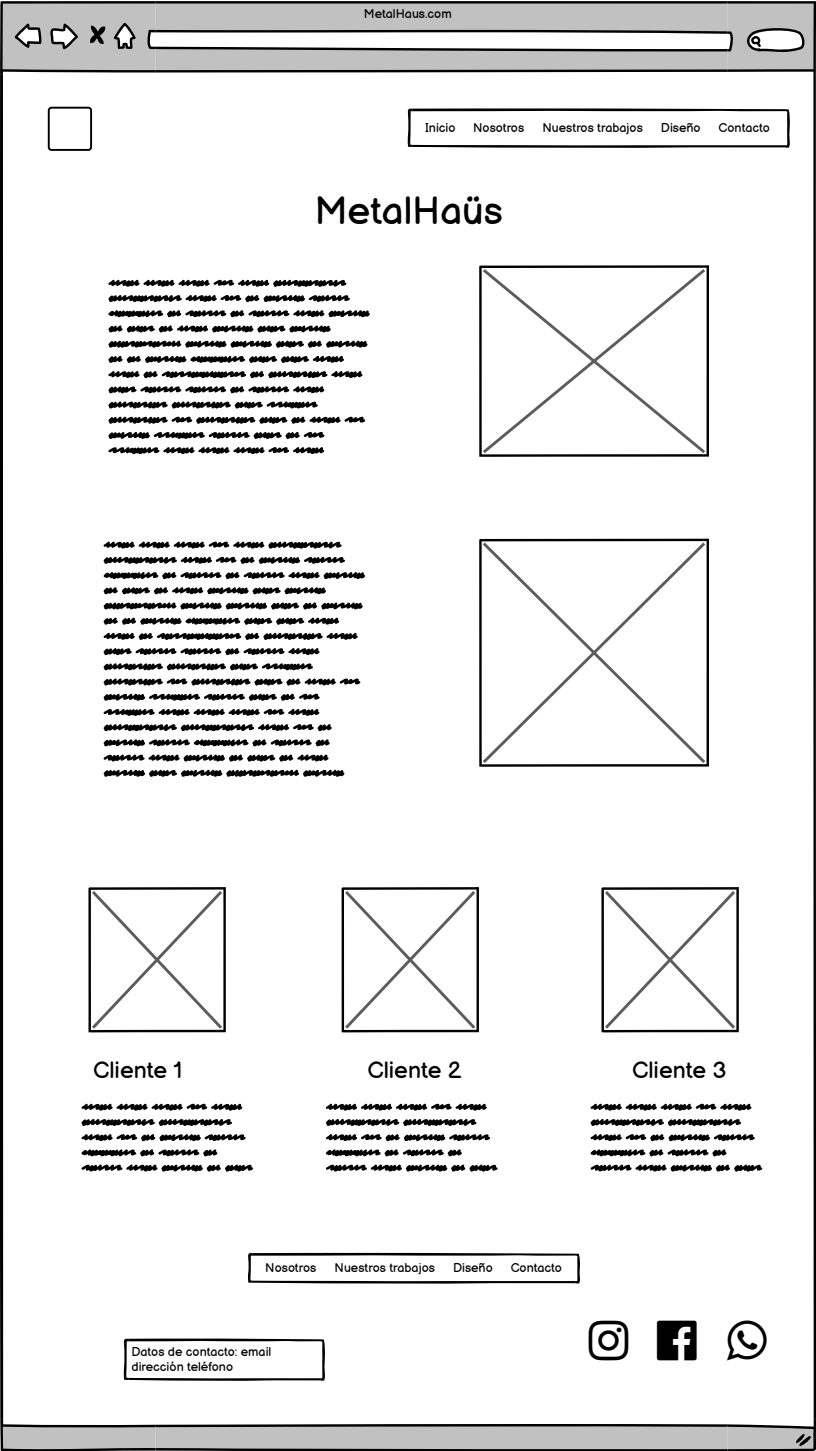 MetalHaus.com
Inicio Nosotros Nuestros trabajos Diseño Contacto
MetalHaüs
Cliente 1 Cliente 2 Cliente 3
Nosotros Nuestros trabajos Diseño Contacto
Datos de contacto: email
dirección teléfono